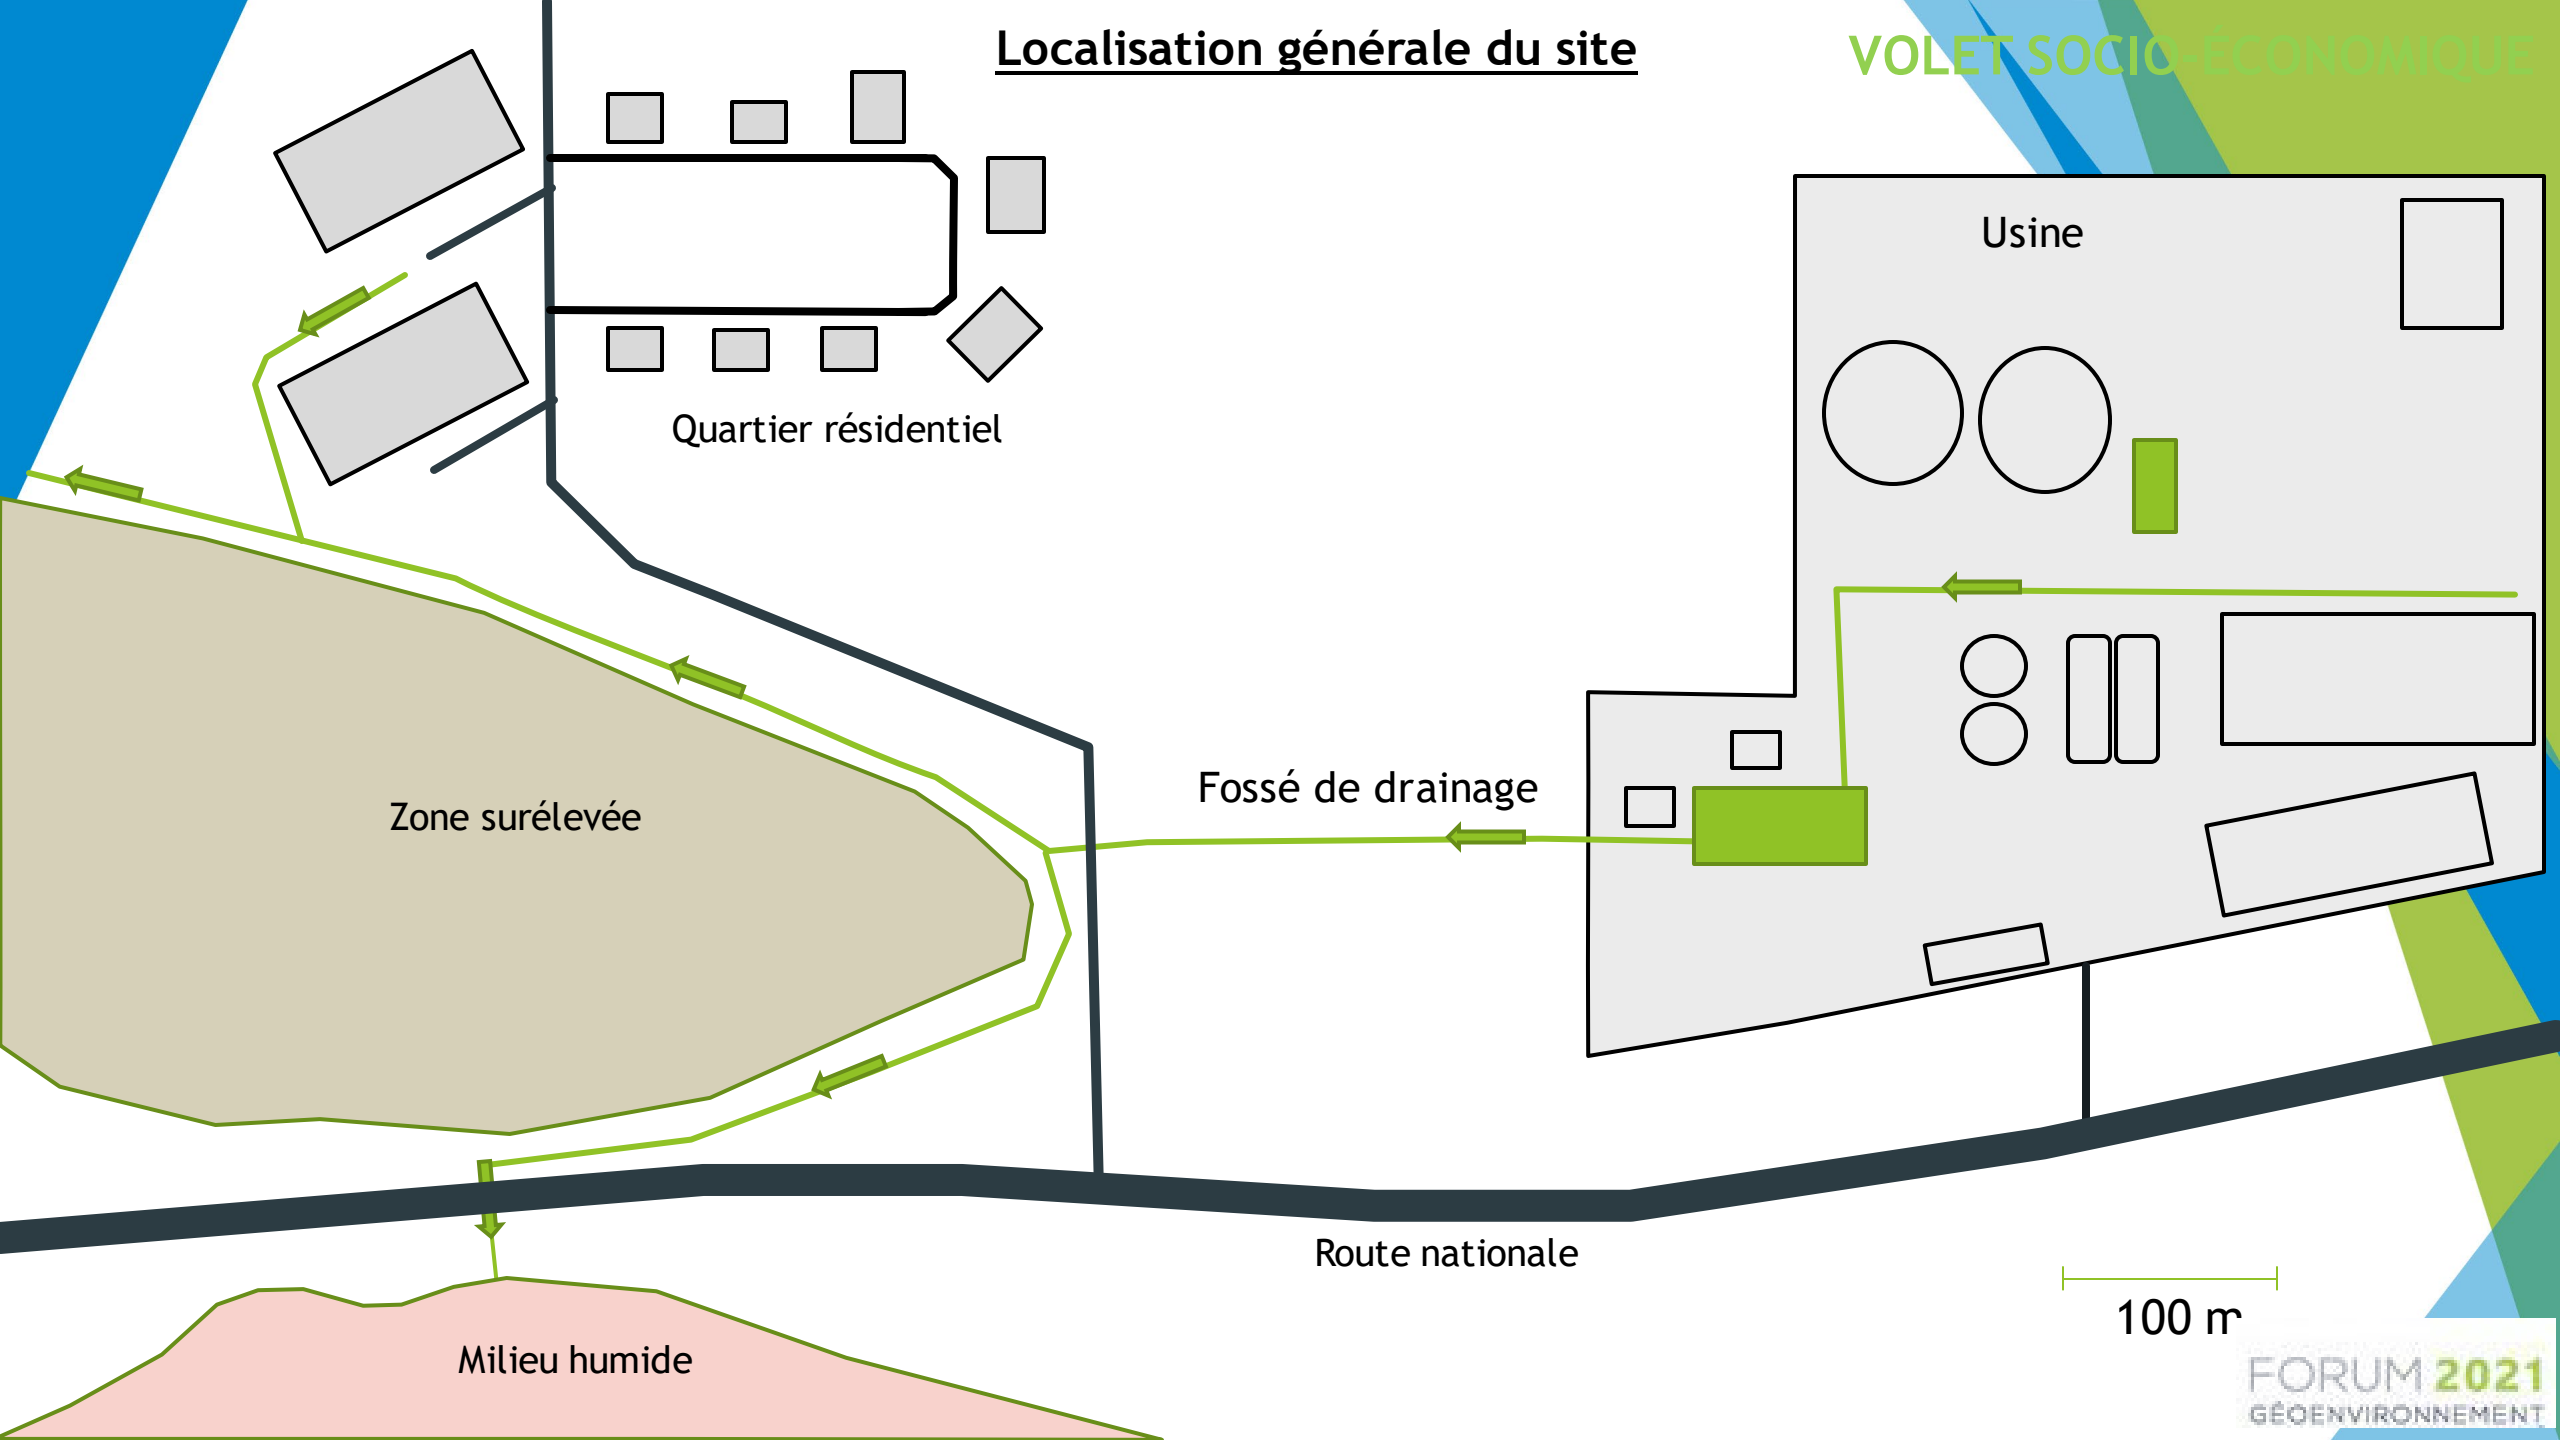 Localisation générale du site
VOLET SOCIO-ÉCONOMIQUE
Usine
Quartier résidentiel
Fossé de drainage
Zone surélevée
Route nationale
100 m
Milieu humide
FORUM 2021
GÉOENVIRONNEMENT